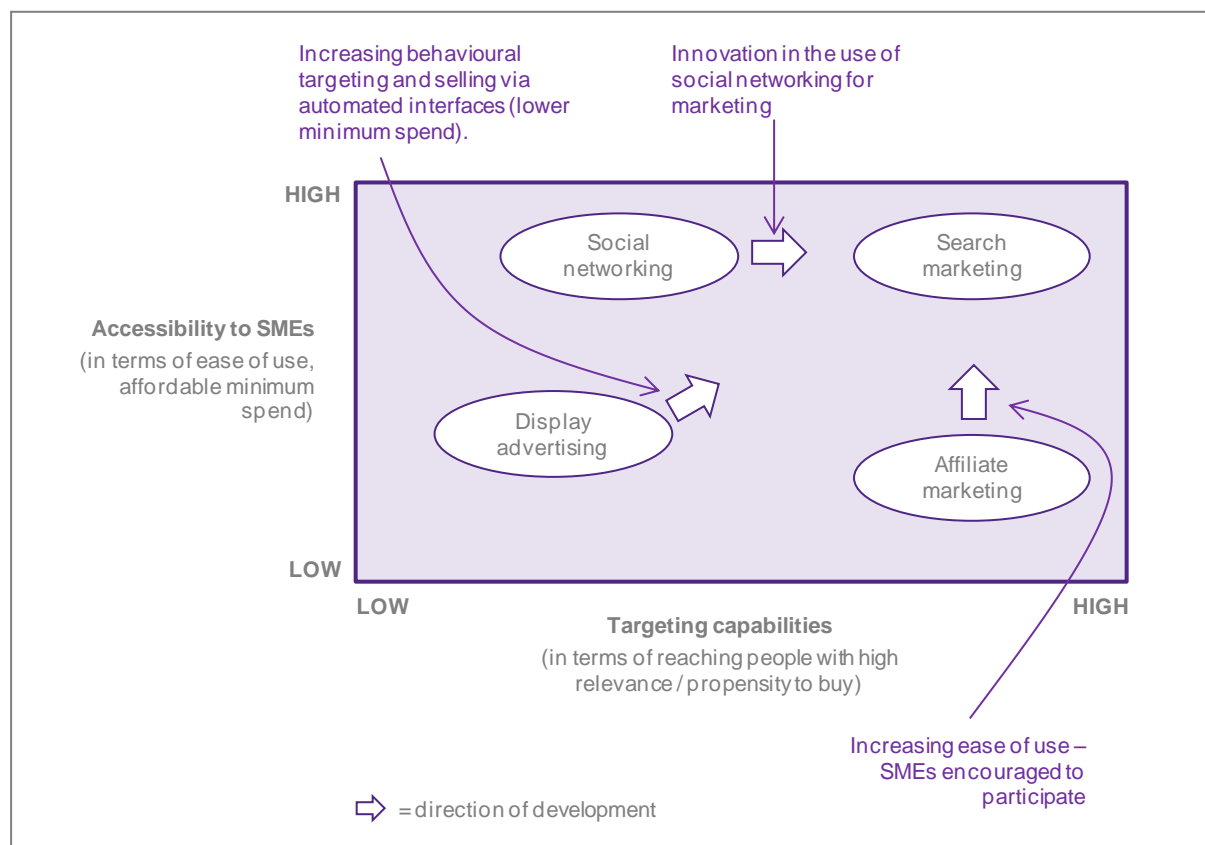 Increasing behavioural
targeting and selling via
automated interfaces (lower
minimum spend).
Innovation in the use of
social networking for
marketing
HIGH
Social
networking
Search
marketing
Accessibility to SMEs
(in terms of ease of use,
affordable minimum
spend)
Display
advertising
Affiliate
marketing
LOW
LOW
HIGH
Targeting capabilities
(in terms of reaching people with high
relevance / propensity to buy)
Increasing ease of use –
SMEs encouraged to
participate
= direction of development